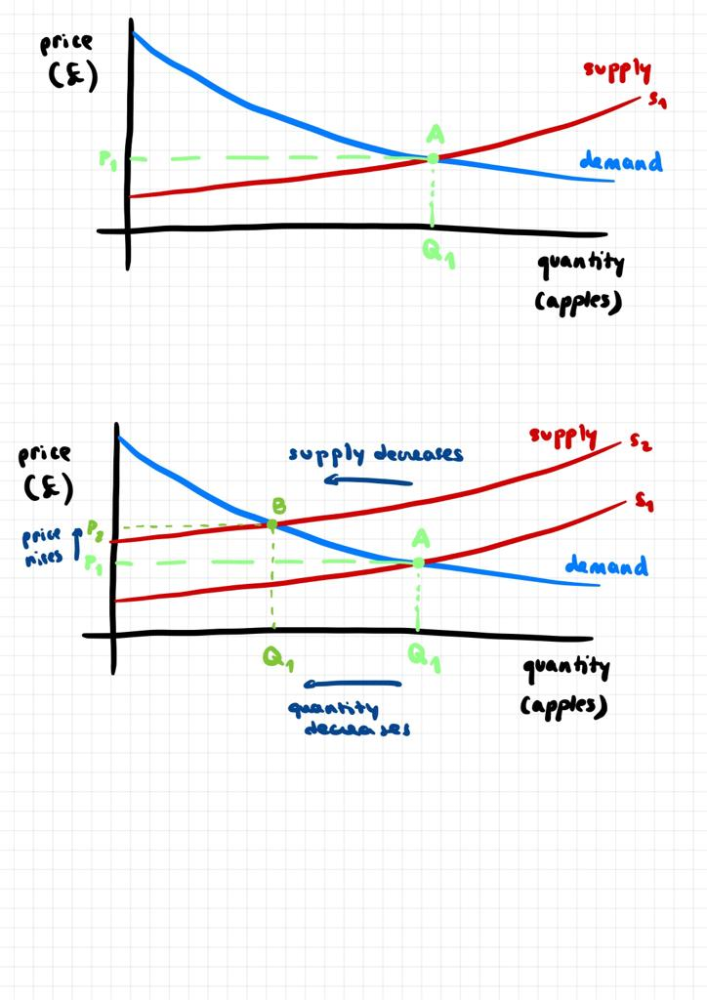 price
(£)
supply
S1
A
P1
demand
Q1
quantity
(apples)
supply
S2
supply decreases
price
(£)
S1
B
P2
price
rises
A
P1
demand
Q1
Q1
quantity
(apples)
quantity
decreases